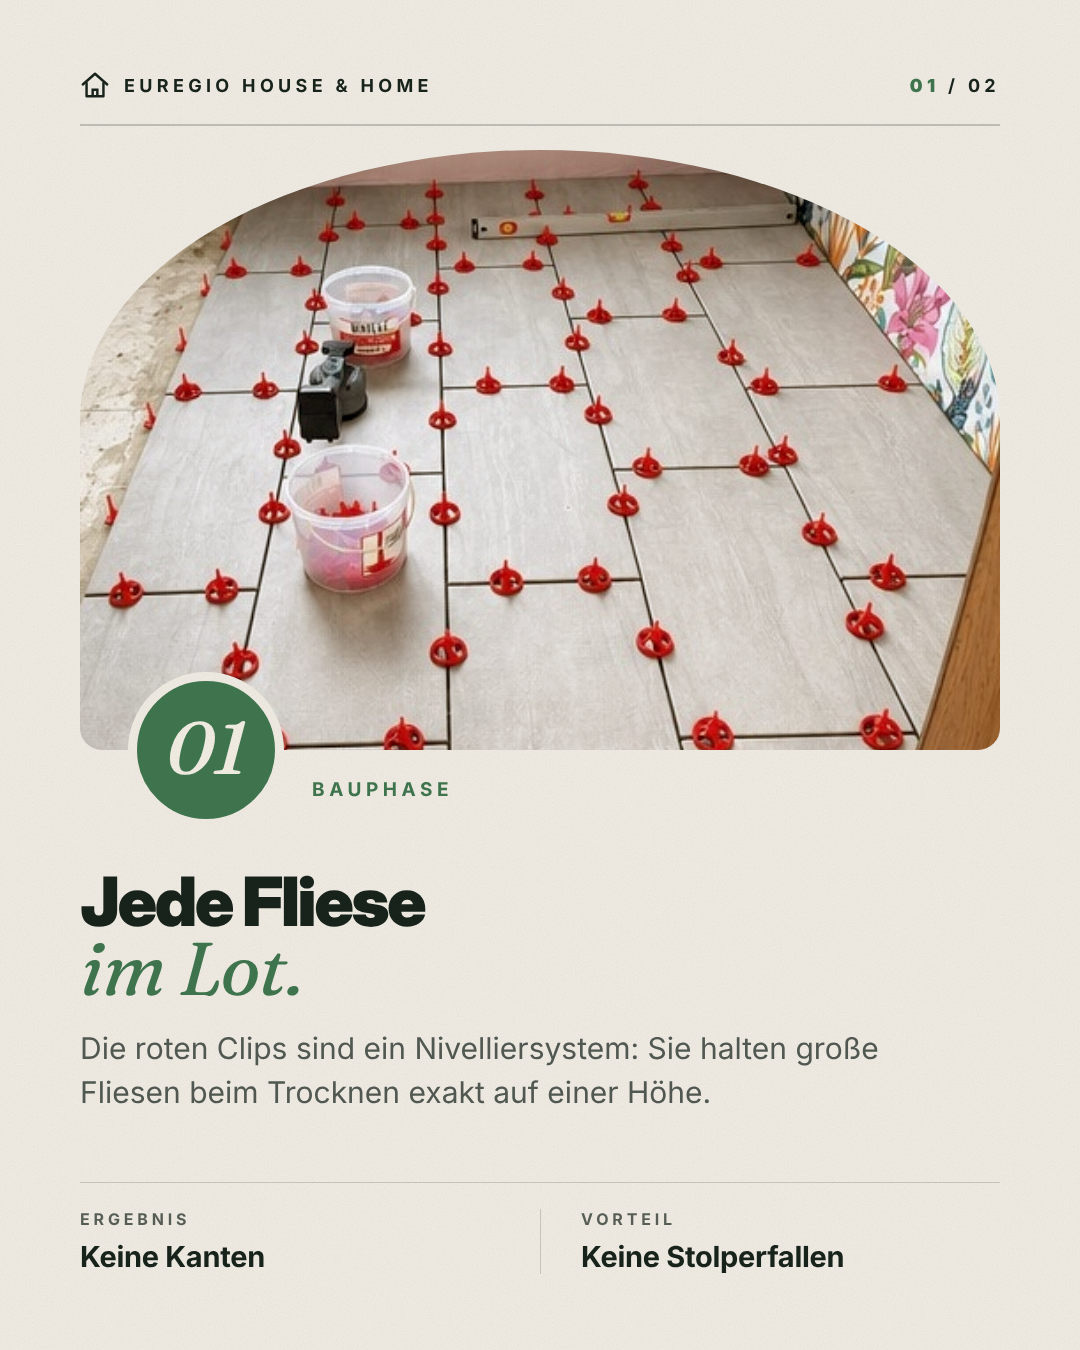 EUREGIO HOUSE & HOME
01 / 02
01
BAUPHASE
Jede Fliese
im Lot.
Die roten Clips sind ein Nivelliersystem: Sie halten große
Fliesen beim Trocknen exakt auf einer Höhe.
ERGEBNIS
Keine Kanten
VORTEIL
Keine Stolperfallen